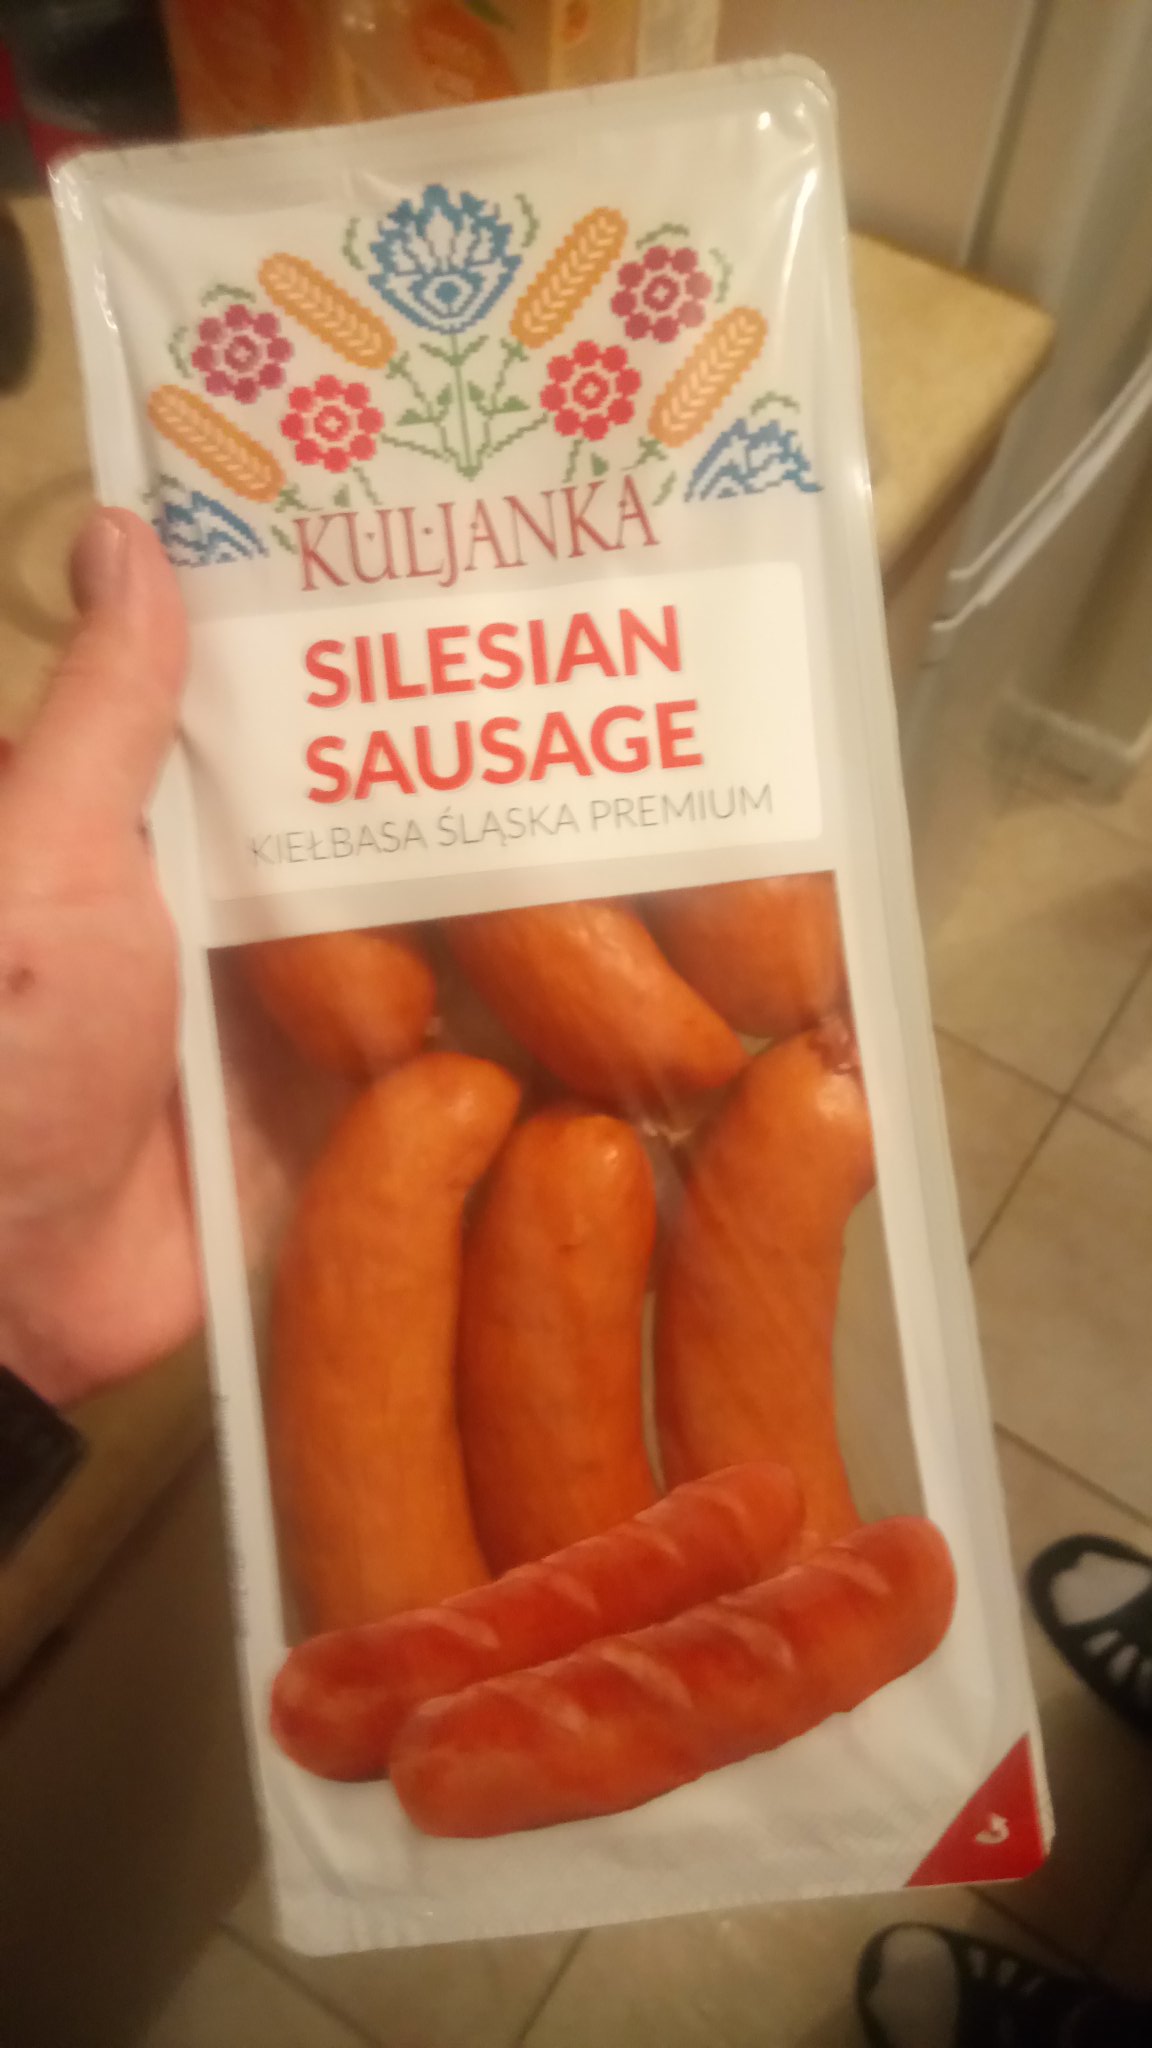 KULJANKA
SILESIAN
SAUSAGE
KIEŁBASA ŚLĄSKA PREMIUM